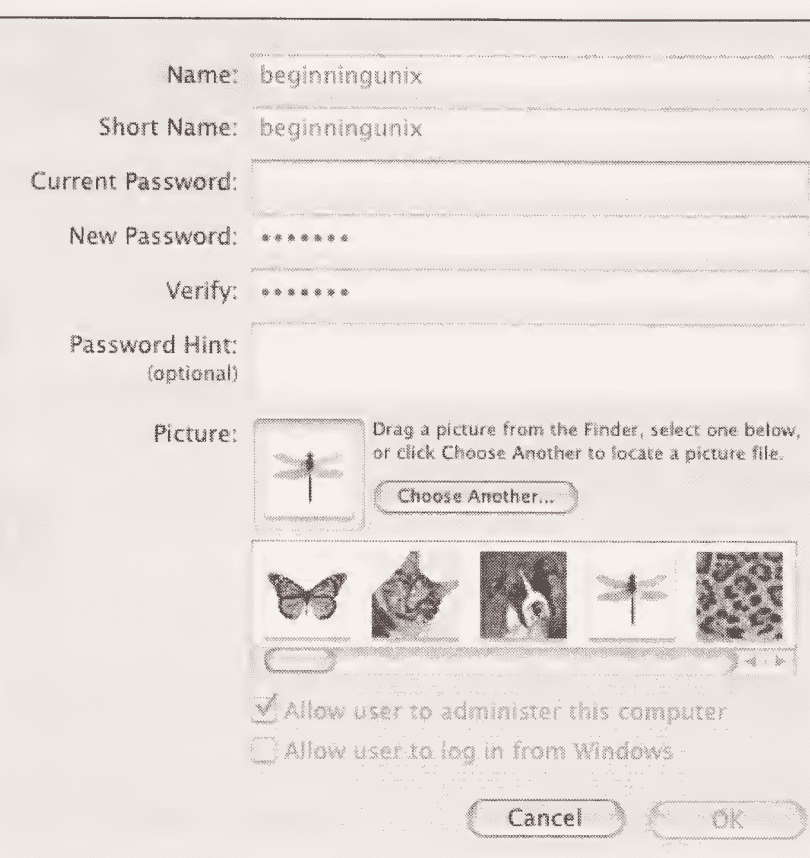 Name: beginningunix
Short Name: beginningunix
Current Password:
New Password: •••••••
Verify: •••••••
Password Hint:
(optional)
Picture: Drag a picture from the Finder, select one below,
or click Choose Another to locate a picture file.
Choose Another...
Allow user to administer this computer
Allow user to log in from Windows
Cancel OK